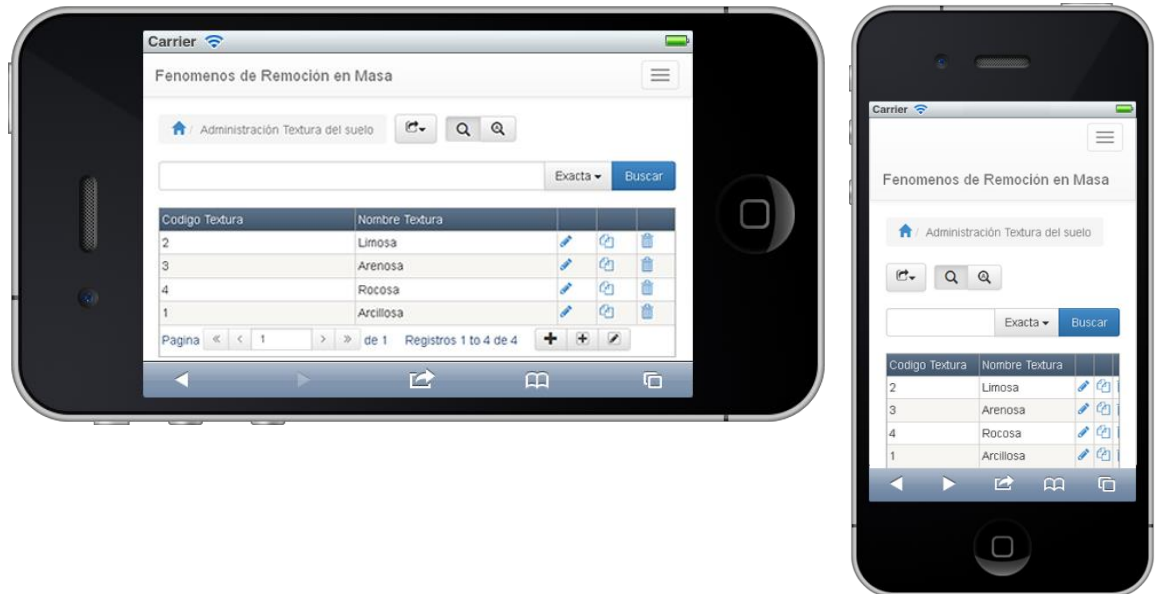 Carrier
Fenomenos de Remoción en Masa
/ Administración Textura del suelo
Exacta Buscar
Codigo Textura Nombre Textura
2 Limosa
3 Arenosa
4 Rocosa
1 Arcillosa
Pagina 1 de 1 Registros 1 to 4 de 4
Carrier
Fenomenos de Remoción en Masa
/ Administración Textura del suelo
Exacta Buscar
Codigo Textura Nombre Textura
2 Limosa
3 Arenosa
4 Rocosa
1 Arcillosa